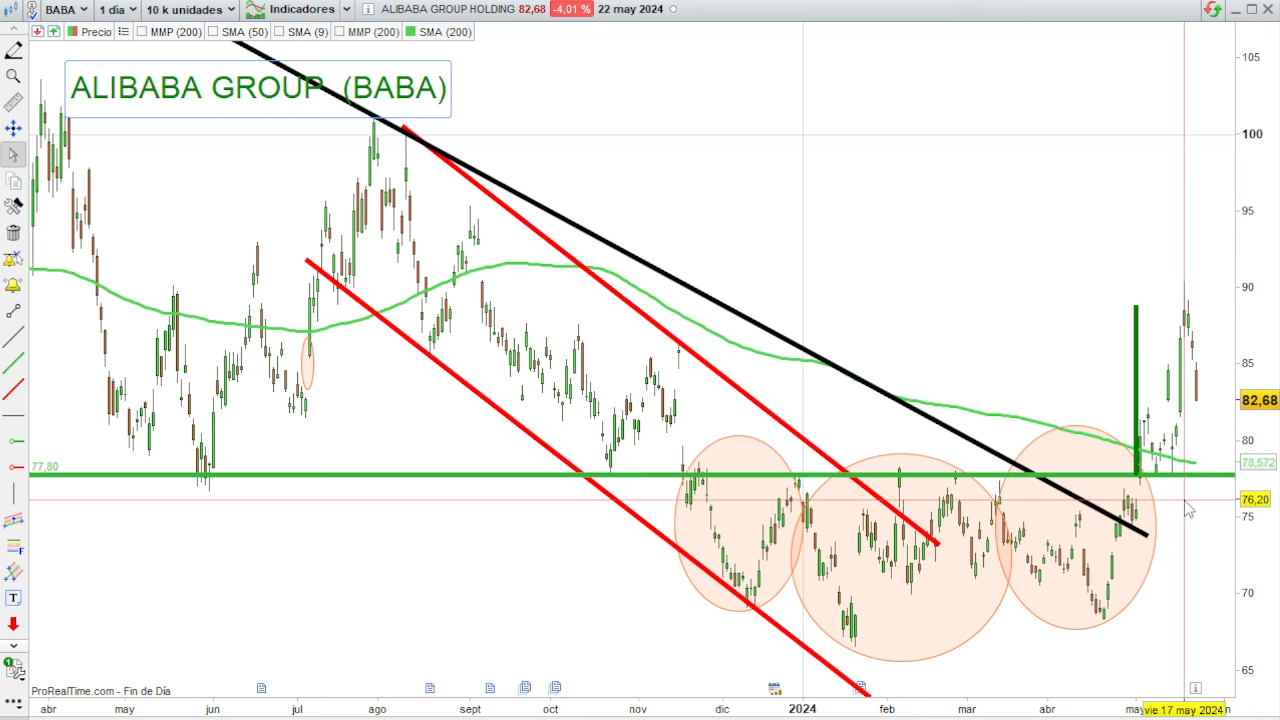 BABA 1 día 10 k unidades Indicadores ALIBABA GROUP HOLDING 82,68 -4,01 % 22 may 2024
Precio MMP (200) SMA (50) SMA (9) MMP (200) SMA (200)
ALIBABA GROUP (BABA)
105
100
95
90
85
82,68
80
78,572
77,80
76,20
75
70
65
ProRealTime.com - Fin de Día
abr may jun jul ago sept oct nov dic 2024 feb mar abr may vie 17 may 2024 n